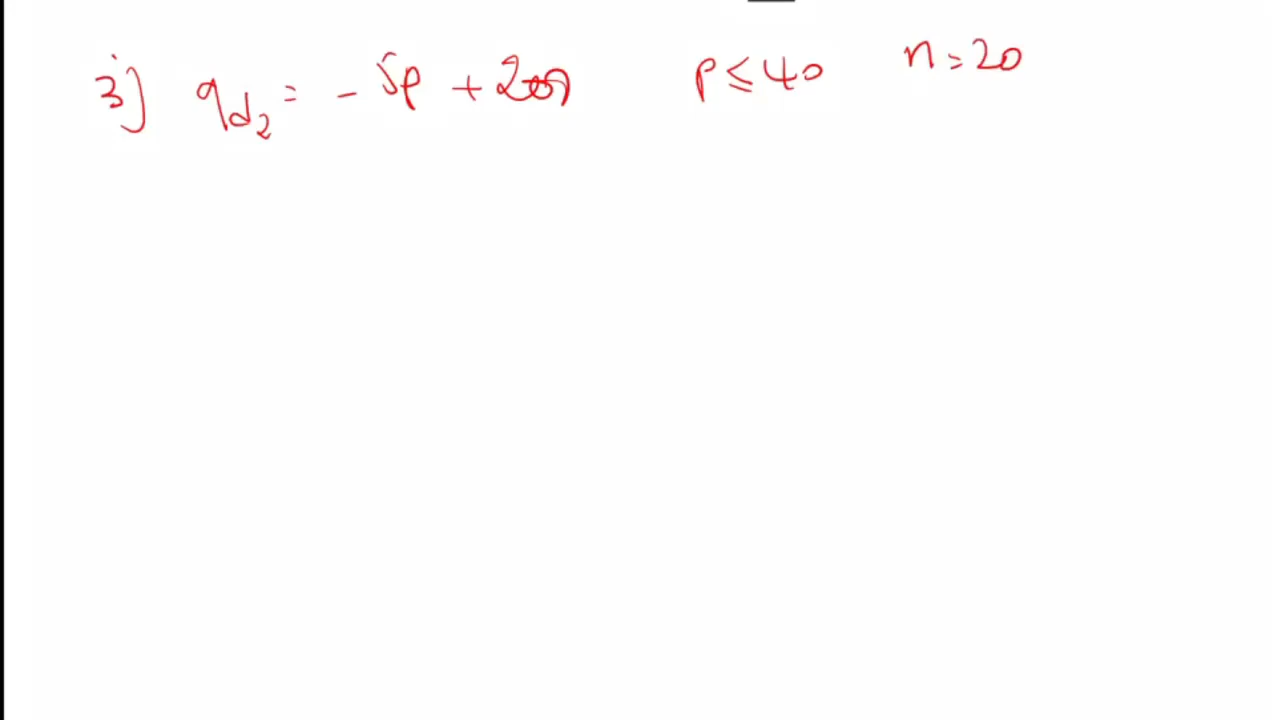 3) qd₂ = - 5p + 200 p ≤ 40 n = 20